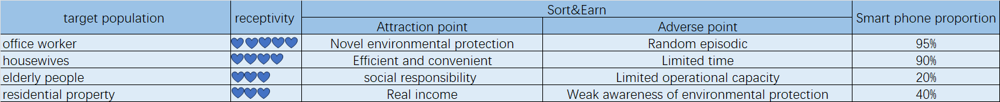 target population receptivity Sort&Earn Smart phone proportion
Attraction point Adverse point
office worker Novel environmental protection Random episodic 95%
housewives Efficient and convenient Limited time 90%
elderly people social responsibility Limited operational capacity 20%
residential property Real income Weak awareness of environmental protection 40%